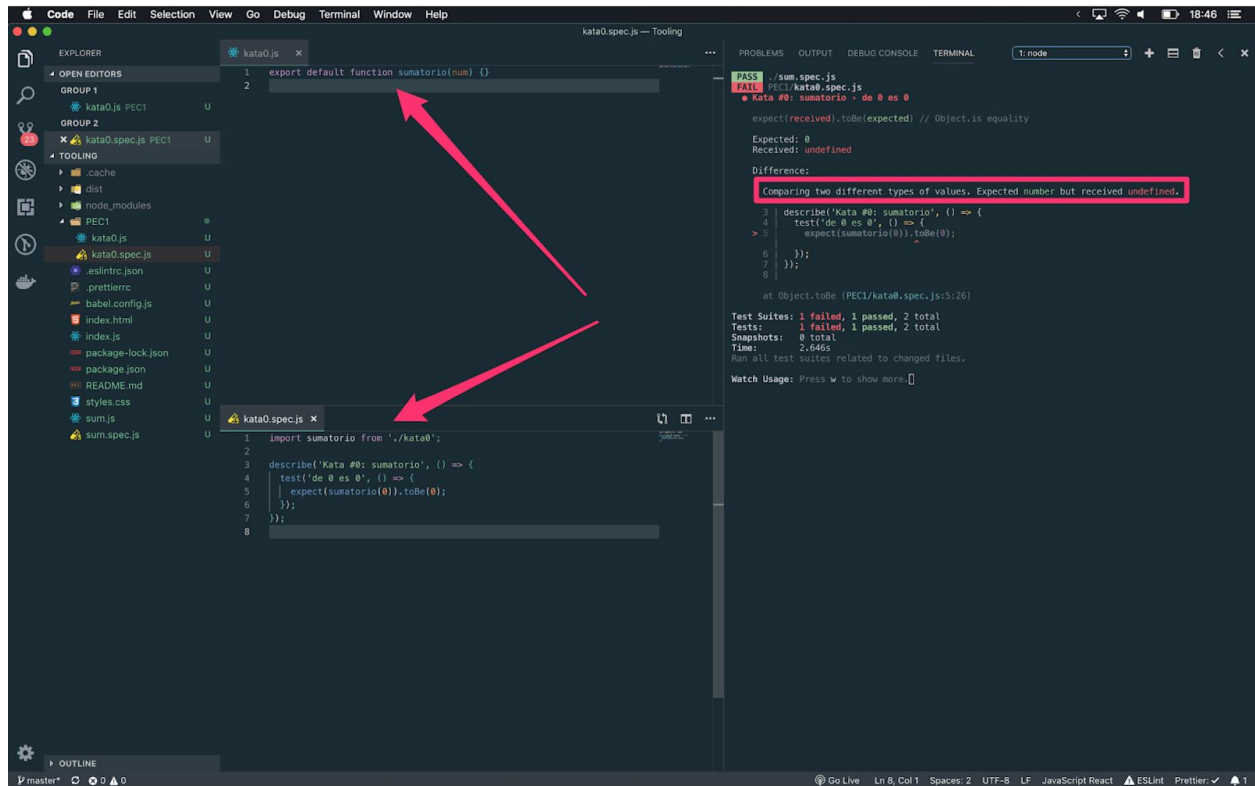 Code File Edit Selection View Go Debug Terminal Window Help 18:46
kata0.spec.js — Tooling
EXPLORER
OPEN EDITORS
GROUP 1
kata0.js PEC1 U
GROUP 2
kata0.spec.js PEC1 U
23
TOOLING
.cache
dist
node_modules
PEC1
kata0.js U
kata0.spec.js U
.eslintrc.json U
.prettierrc U
babel.config.js U
index.html U
index.js U
package-lock.json U
package.json U
README.md U
styles.css U
sum.js U
sum.spec.js U
OUTLINE
kata0.js
1 export default function sumatorio(num) {}
2
kata0.spec.js
1 import sumatorio from './kata0';
2
3 describe('Kata #0: sumatorio', () => {
4 test('de 0 es 0', () => {
5 expect(sumatorio(0)).toBe(0);
6 });
7 });
8
PROBLEMS OUTPUT DEBUG CONSOLE TERMINAL 1: node
PASS ./sum.spec.js
FAIL PEC1/kata0.spec.js
● Kata #0: sumatorio › de 0 es 0
expect(received).toBe(expected) // Object.is equality
Expected: 0
Received: undefined
Difference:
Comparing two different types of values. Expected number but received undefined.
3 | describe('Kata #0: sumatorio', () => {
4 | test('de 0 es 0', () => {
> 5 | expect(sumatorio(0)).toBe(0);
| ^
6 | });
7 | });
8 |
at Object.toBe (PEC1/kata0.spec.js:5:26)
Test Suites: 1 failed, 1 passed, 2 total
Tests: 1 failed, 1 passed, 2 total
Snapshots: 0 total
Time: 2.646s
Ran all test suites related to changed files.
Watch Usage: Press w to show more.
master* 0 0 Go Live Ln 8, Col 1 Spaces: 2 UTF-8 LF JavaScript React ESLint Prettier: ✓ 1